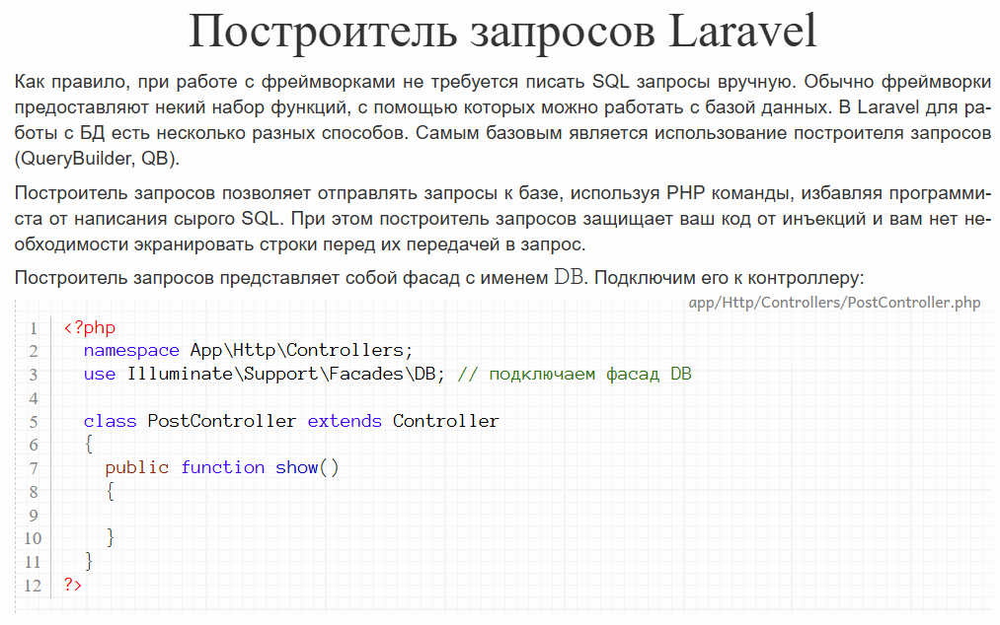 Построитель запросов Laravel
Как правило, при работе с фреймворками не требуется писать SQL запросы вручную. Обычно фреймворки
предоставляют некий набор функций, с помощью которых можно работать с базой данных. В Laravel для ра-
боты с БД есть несколько разных способов. Самым базовым является использование построителя запросов
(QueryBuilder, QB).
Построитель запросов позволяет отправлять запросы к базе, используя PHP команды, избавляя программи-
ста от написания сырого SQL. При этом построитель запросов защищает ваш код от инъекций и вам нет не-
обходимости экранировать строки перед их передачей в запрос.
Построитель запросов представляет собой фасад с именем DB. Подключим его к контроллеру:
app/Http/Controllers/PostController.php
1 <?php
2 namespace App\Http\Controllers;
3 use Illuminate\Support\Facades\DB; // подключаем фасад DB
4
5 class PostController extends Controller
6 {
7 public function show()
8 {
9
10 }
11 }
12 ?>